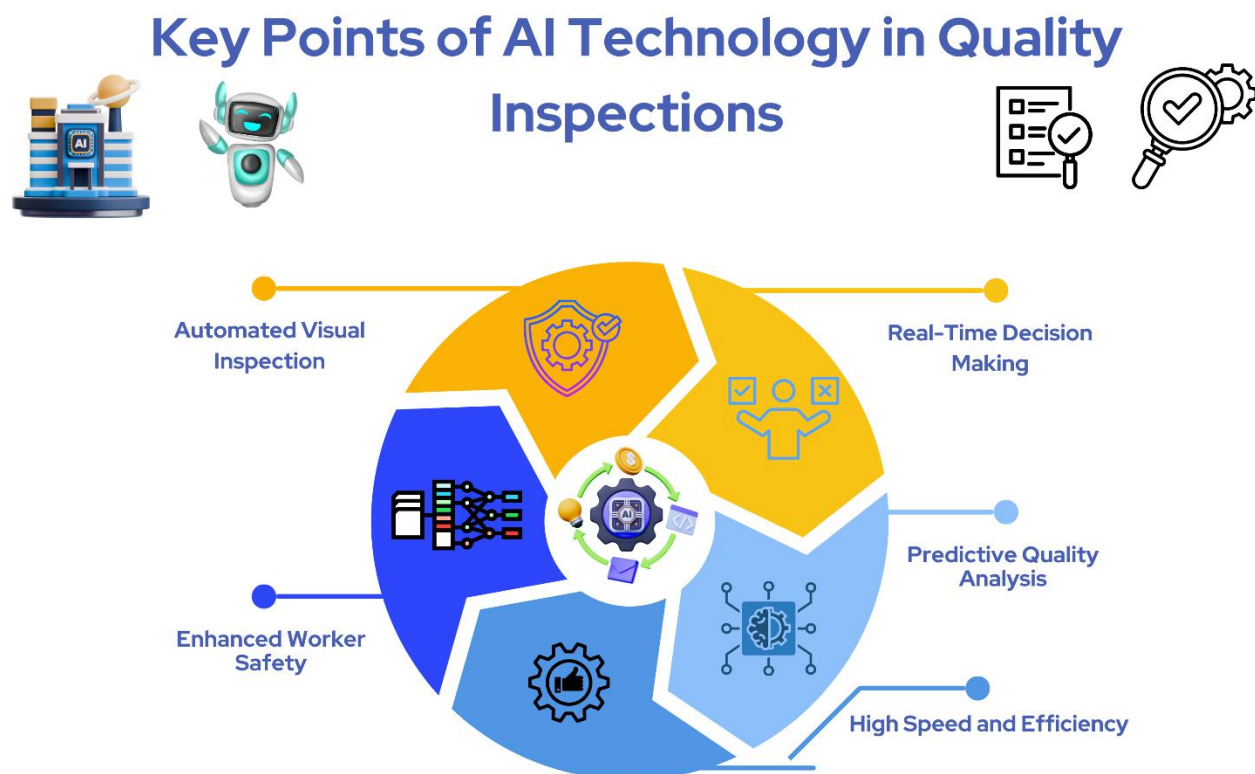 Key Points of AI Technology in Quality
Inspections
AI
Automated Visual
Inspection
Real-Time Decision
Making
$
AI
</>
Predictive Quality
Analysis
Enhanced Worker
Safety
High Speed and Efficiency